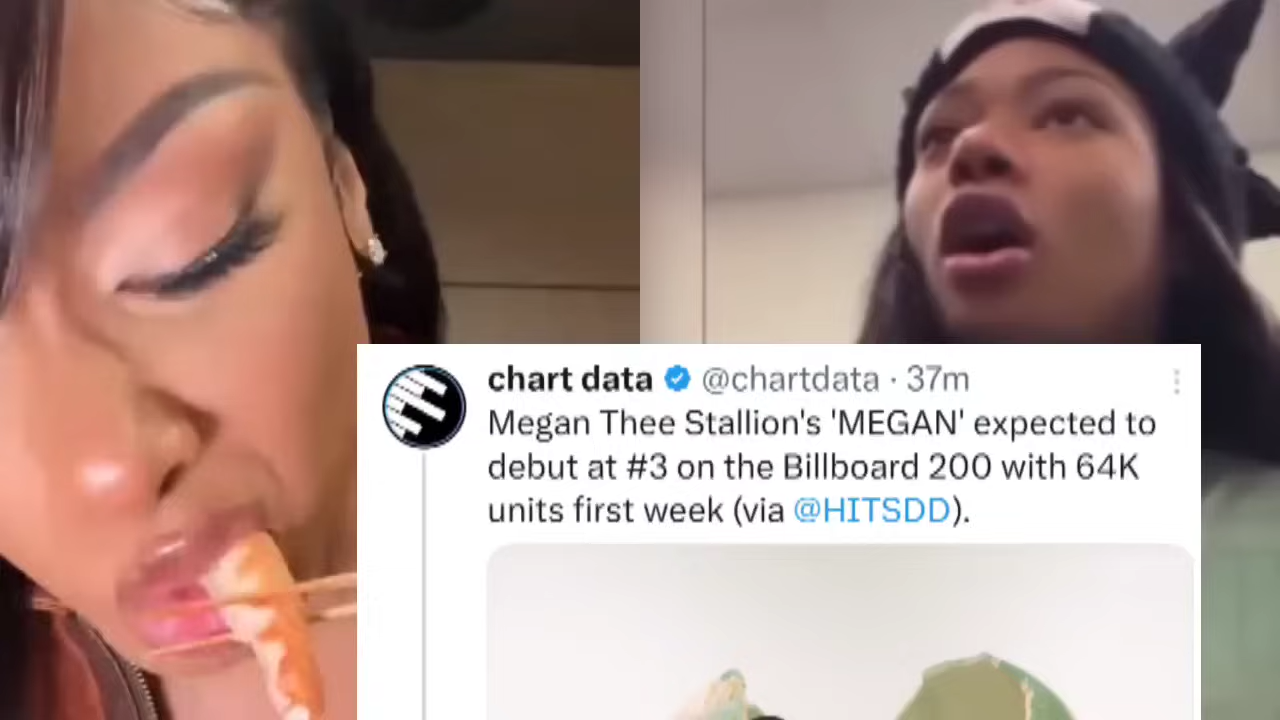 chart data @chartdata · 37m
Megan Thee Stallion's 'MEGAN' expected to
debut at #3 on the Billboard 200 with 64K
units first week (via @HITSDD).